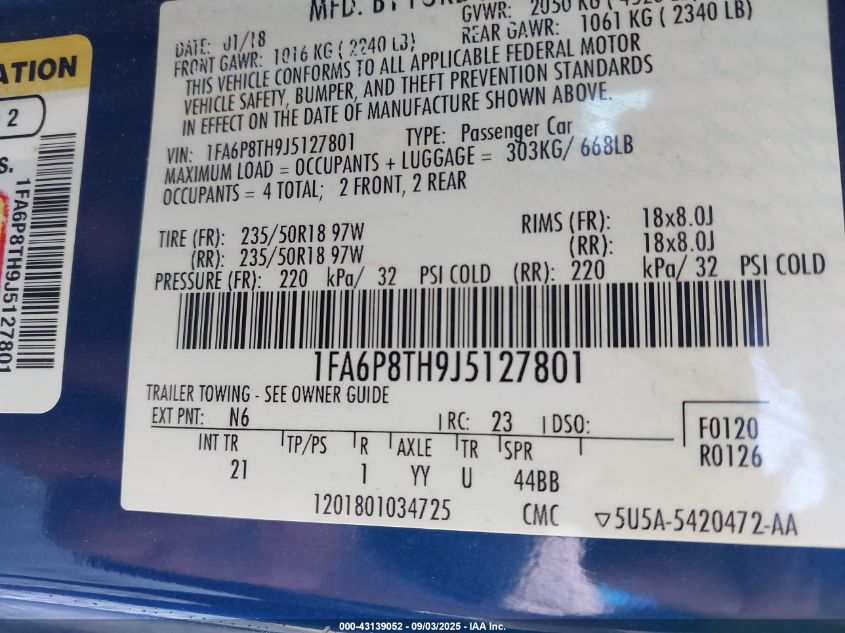 MFD. BY FORD
GVWR: 2050 KG
DATE: 01/18
FRONT GAWR: 1016 KG ( 2240 LB)
REAR GAWR: 1061 KG ( 2340 LB)
THIS VEHICLE CONFORMS TO ALL APPLICABLE FEDERAL MOTOR
VEHICLE SAFETY, BUMPER, AND THEFT PREVENTION STANDARDS
IN EFFECT ON THE DATE OF MANUFACTURE SHOWN ABOVE.
VIN: 1FA6P8TH9J5127801 TYPE: Passenger Car
MAXIMUM LOAD = OCCUPANTS + LUGGAGE = 303KG/ 668LB
OCCUPANTS = 4 TOTAL; 2 FRONT, 2 REAR
TIRE (FR): 235/50R18 97W RIMS (FR): 18x8.0J
(RR): 235/50R18 97W (RR): 18x8.0J
PRESSURE (FR): 220 kPa/ 32 PSI COLD (RR): 220 kPa/ 32 PSI COLD
1FA6P8TH9J5127801
TRAILER TOWING - SEE OWNER GUIDE
EXT PNT: N6 RC: 23 DSO:
F0120
R0126
INT TR TP/PS R AXLE TR SPR
21 1 YY U 44BB
1201801034725 CMC ▽5U5A-5420472-AA
ATION
2
S.
1FA6P8TH9J5127801
000-43139052 - 09/03/2025 - IAA Inc.